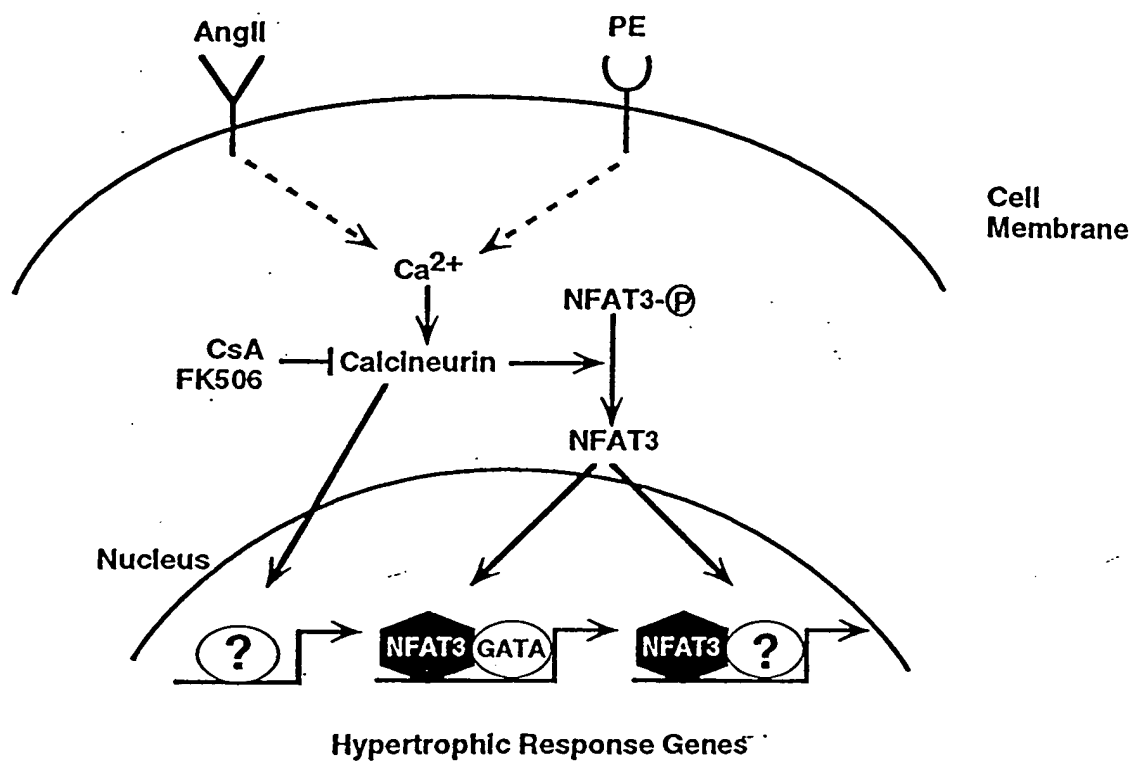 AngII
PE
Cell
Membrane
Ca2+
NFAT3-Ⓟ
CsA
FK506
Calcineurin
NFAT3
Nucleus
?
NFAT3
GATA
NFAT3
?
Hypertrophic Response Genes